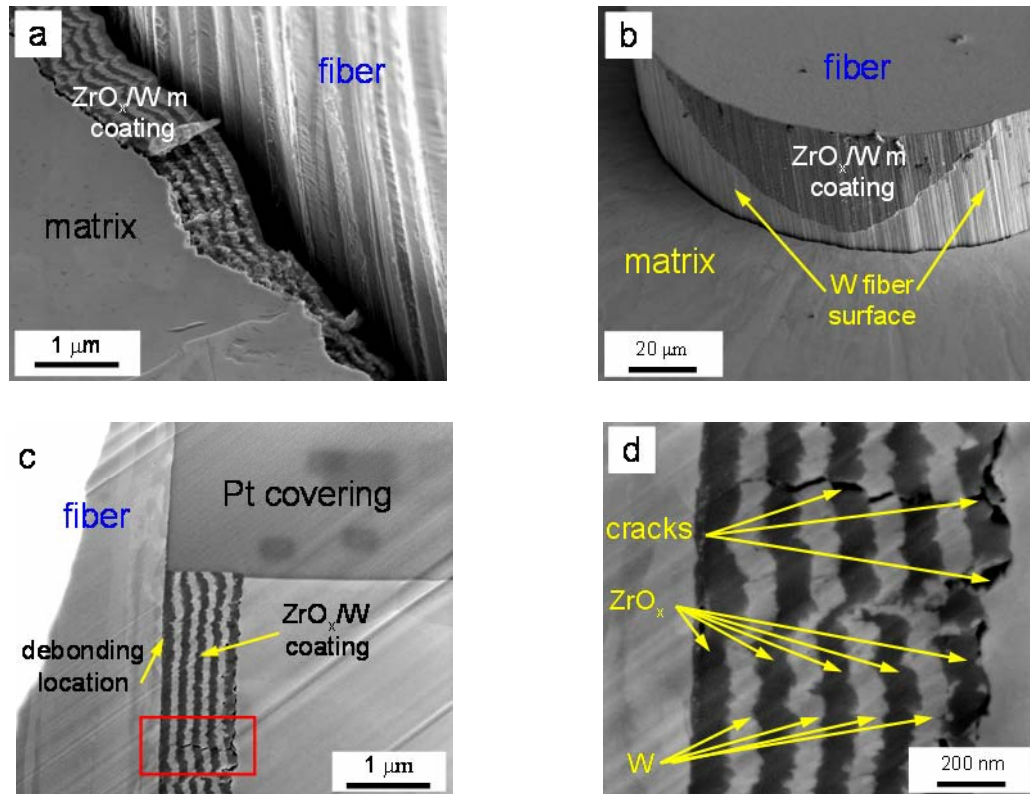 a
fiber
ZrOx/W m
coating
matrix
1 μm
b
fiber
ZrOx/W m
coating
matrix
W fiber
surface
20 μm
c
fiber
Pt covering
debonding
location
ZrOx/W
coating
1 μm
d
cracks
ZrOx
W
200 nm